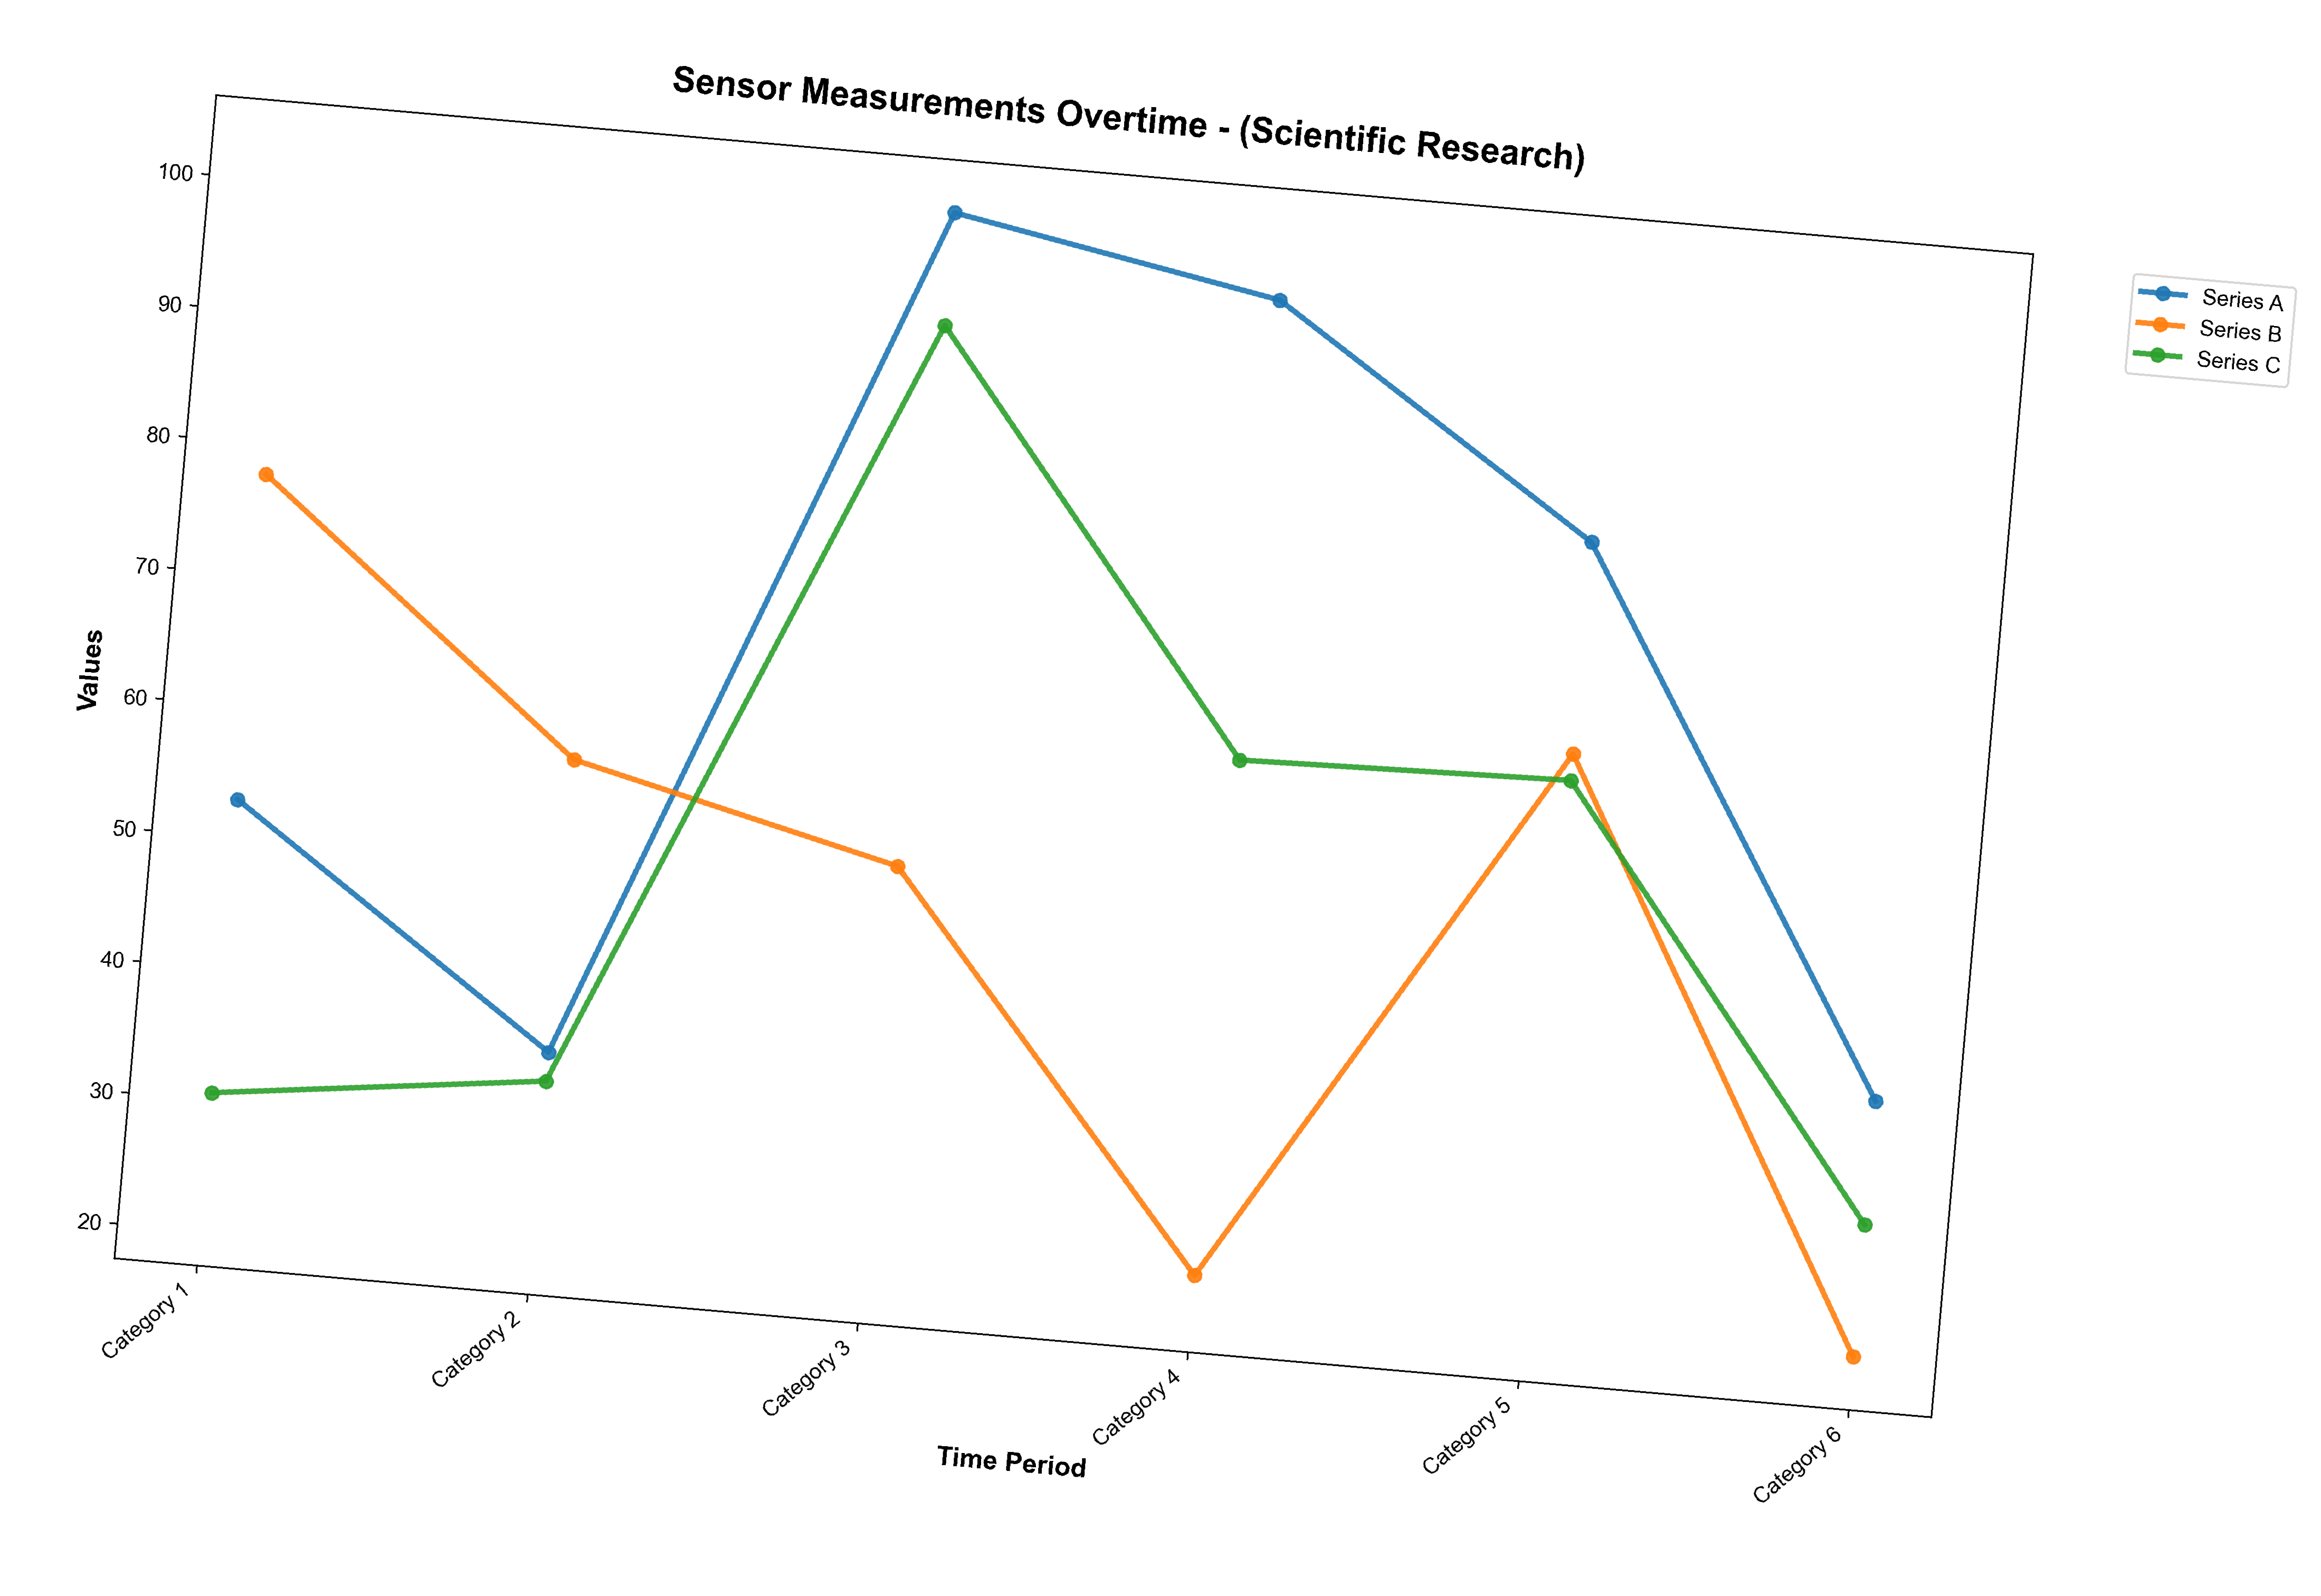 Sensor Measurements Overtime - (Scientific Research)
100
90
80
70
60
50
40
30
20
Values
Category 1
Category 2
Category 3
Category 4
Category 5
Category 6
Time Period
Series A
Series B
Series C